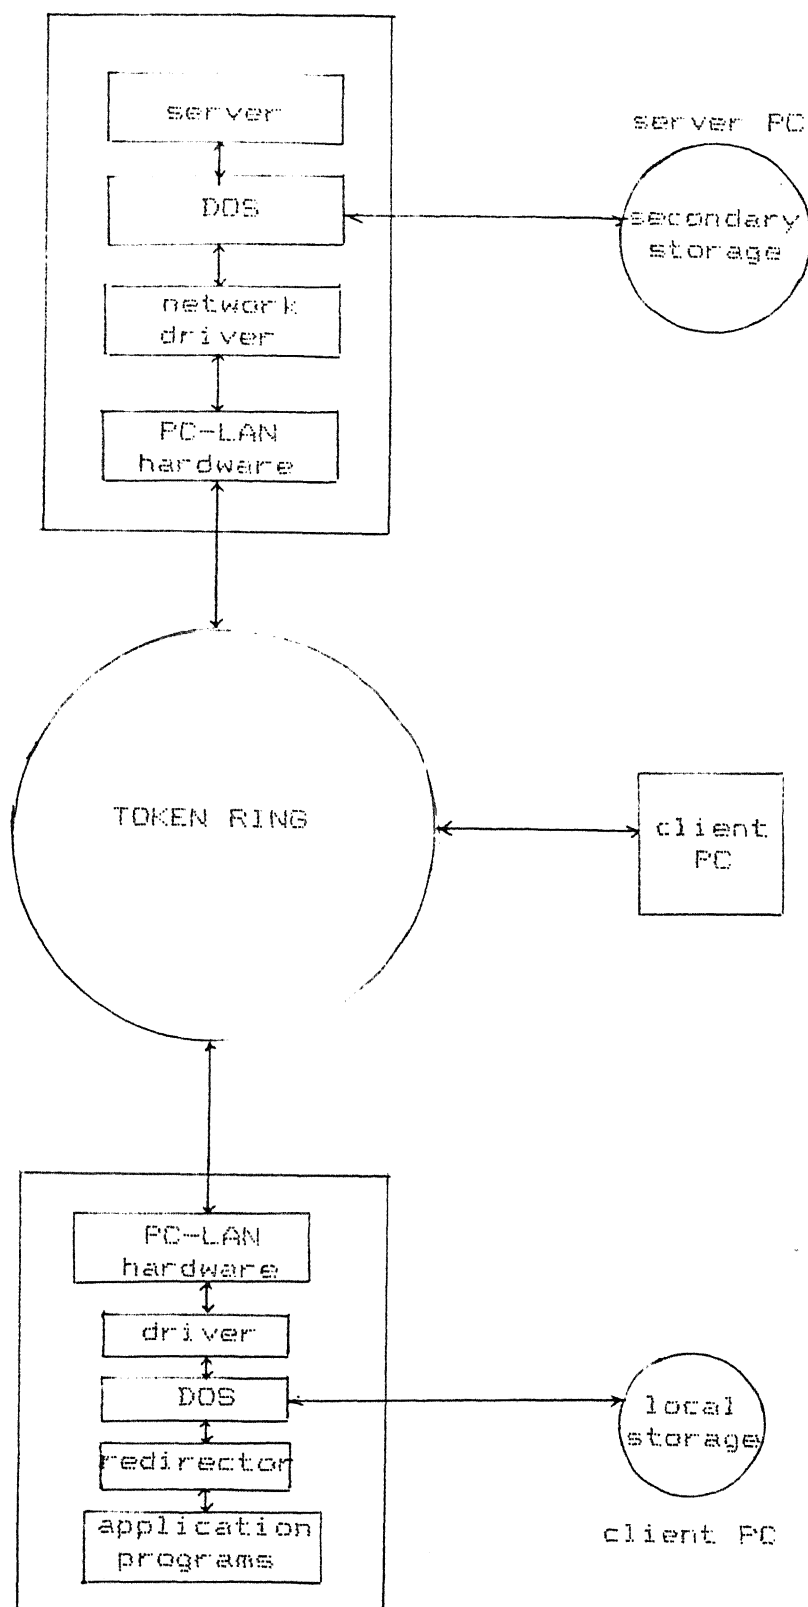 server
server PC
DOS
secondary
storage
network
driver
PC-LAN
hardware
TOKEN RING
client
PC
PC-LAN
hardware
driver
DOS
local
storage
redirector
application
programs
client PC